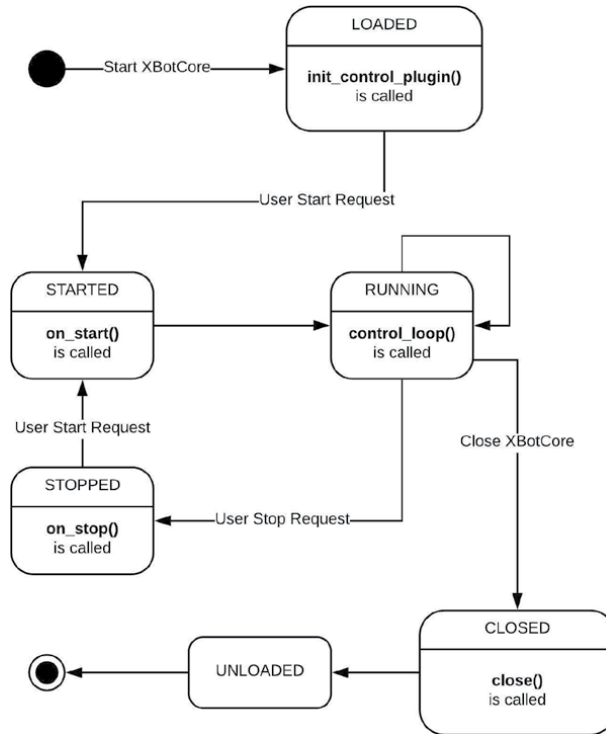 LOADED
Start XBotCore
init_control_plugin()
is called
User Start Request
STARTED
RUNNING
on_start()
is called
control_loop()
is called
User Start Request
Close XBotCore
STOPPED
on_stop()
is called
User Stop Request
CLOSED
UNLOADED
close()
is called